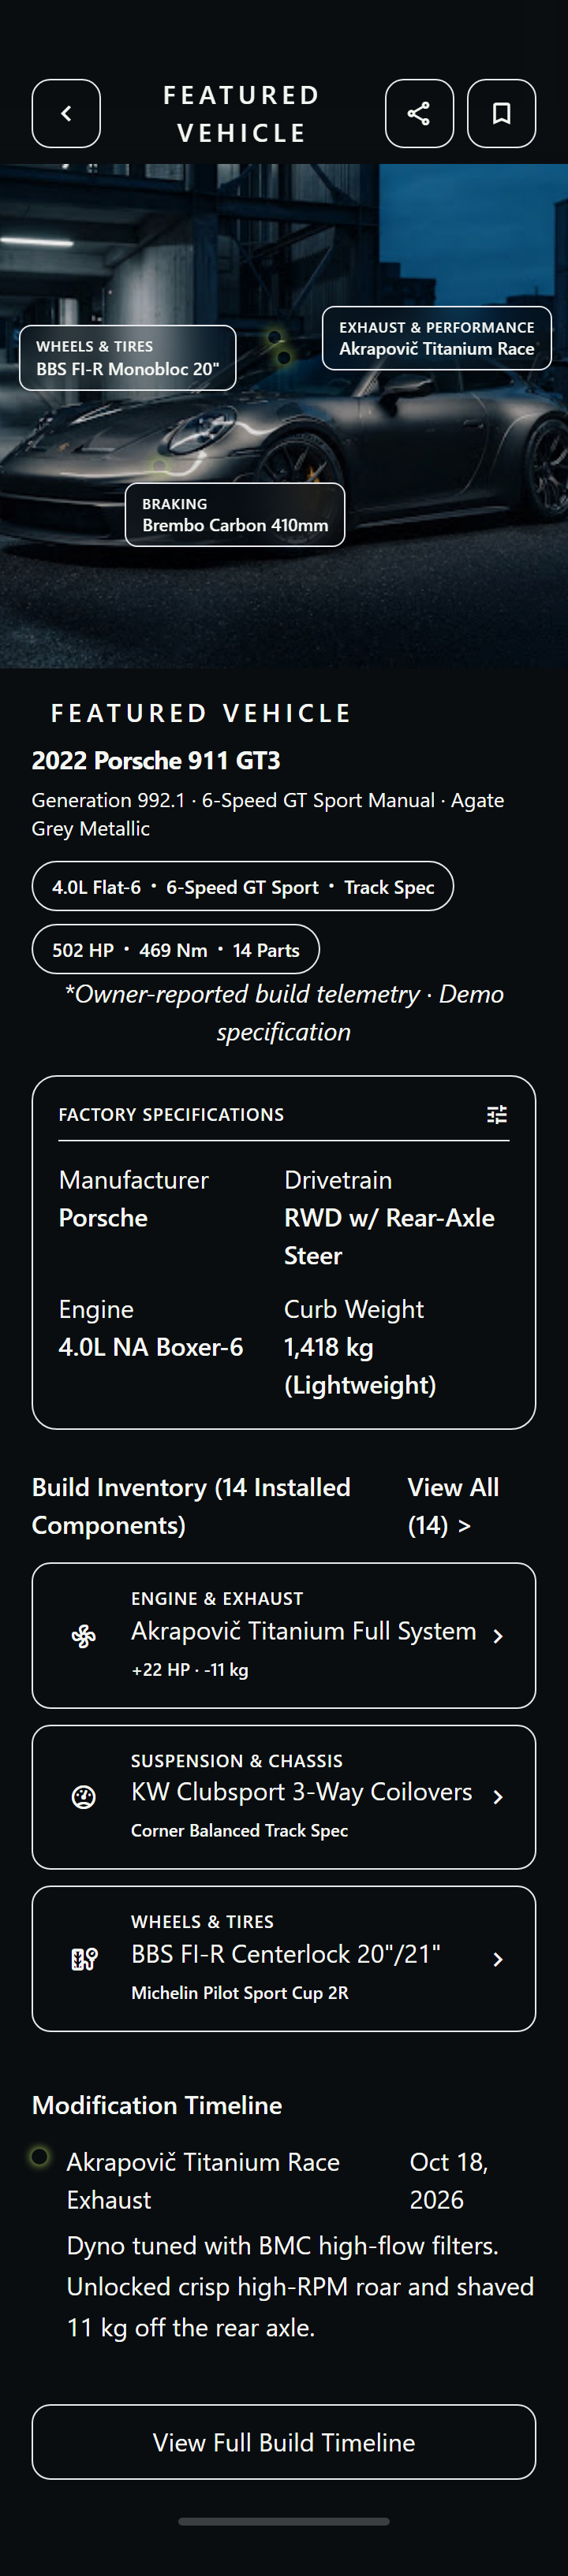 FEATURED
VEHICLE
EXHAUST & PERFORMANCE
Akrapovič Titanium Race
WHEELS & TIRES
BBS FI-R Monobloc 20"
BRAKING
Brembo Carbon 410mm
FEATURED VEHICLE
2022 Porsche 911 GT3
Generation 992.1 · 6-Speed GT Sport Manual · Agate
Grey Metallic
4.0L Flat-6 • 6-Speed GT Sport • Track Spec
502 HP • 469 Nm • 14 Parts
*Owner-reported build telemetry · Demo
specification
FACTORY SPECIFICATIONS
Manufacturer
Porsche
Drivetrain
RWD w/ Rear-Axle
Steer
Engine
4.0L NA Boxer-6
Curb Weight
1,418 kg
(Lightweight)
Build Inventory (14 Installed
Components)
View All
(14) >
ENGINE & EXHAUST
Akrapovič Titanium Full System
+22 HP · -11 kg
SUSPENSION & CHASSIS
KW Clubsport 3-Way Coilovers
Corner Balanced Track Spec
WHEELS & TIRES
BBS FI-R Centerlock 20"/21"
Michelin Pilot Sport Cup 2R
Modification Timeline
Akrapovič Titanium Race
Exhaust
Oct 18,
2026
Dyno tuned with BMC high-flow filters.
Unlocked crisp high-RPM roar and shaved
11 kg off the rear axle.
View Full Build Timeline